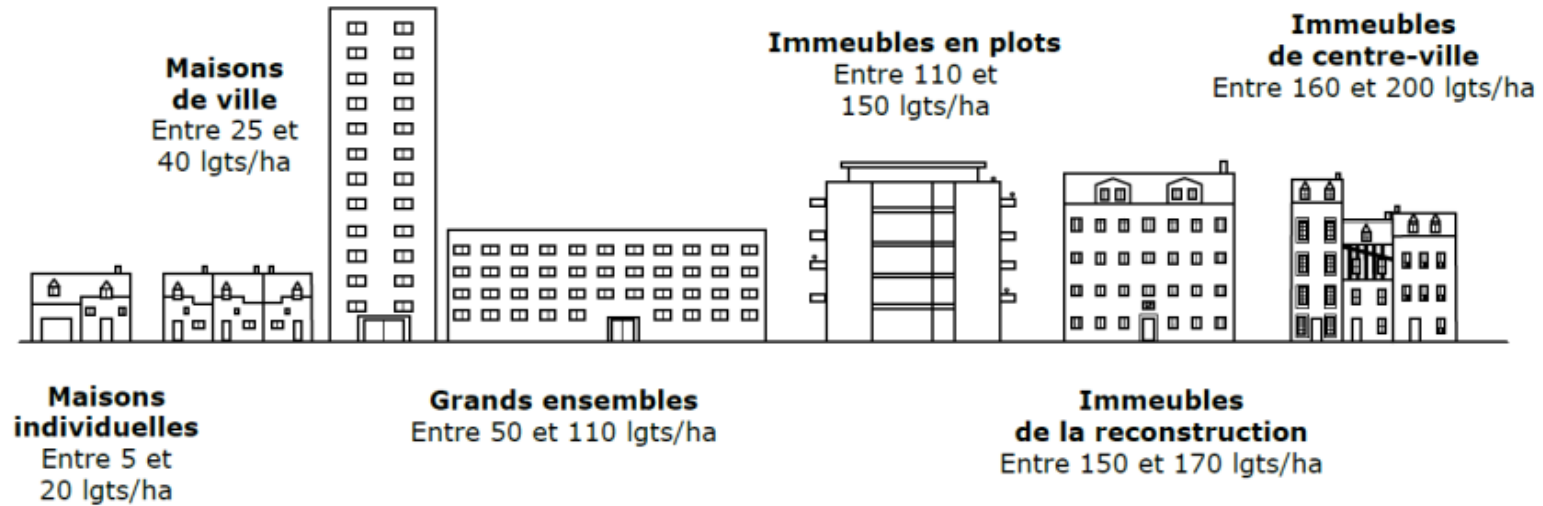 Maisons
individuelles
Entre 5 et
20 lgts/ha
Maisons
de ville
Entre 25 et
40 lgts/ha
Grands ensembles
Entre 50 et 110 lgts/ha
Immeubles en plots
Entre 110 et
150 lgts/ha
Immeubles
de la reconstruction
Entre 150 et 170 lgts/ha
Immeubles
de centre-ville
Entre 160 et 200 lgts/ha